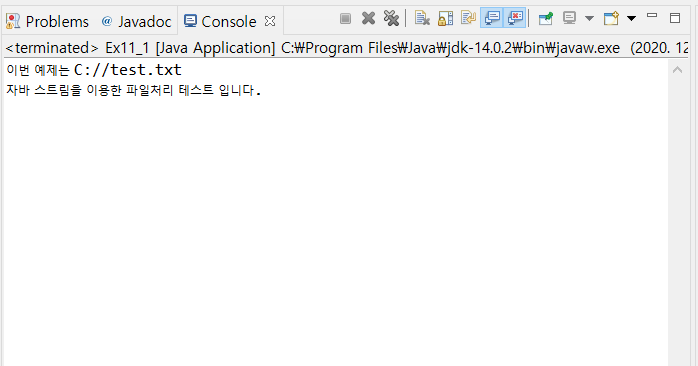 Problems @ Javadoc Console
<terminated> Ex11_1 [Java Application] C:₩Program Files₩Java₩jdk-14.0.2₩bin₩javaw.exe (2020. 12
이번 예제는 C://test.txt
자바 스트림을 이용한 파일처리 테스트 입니다.